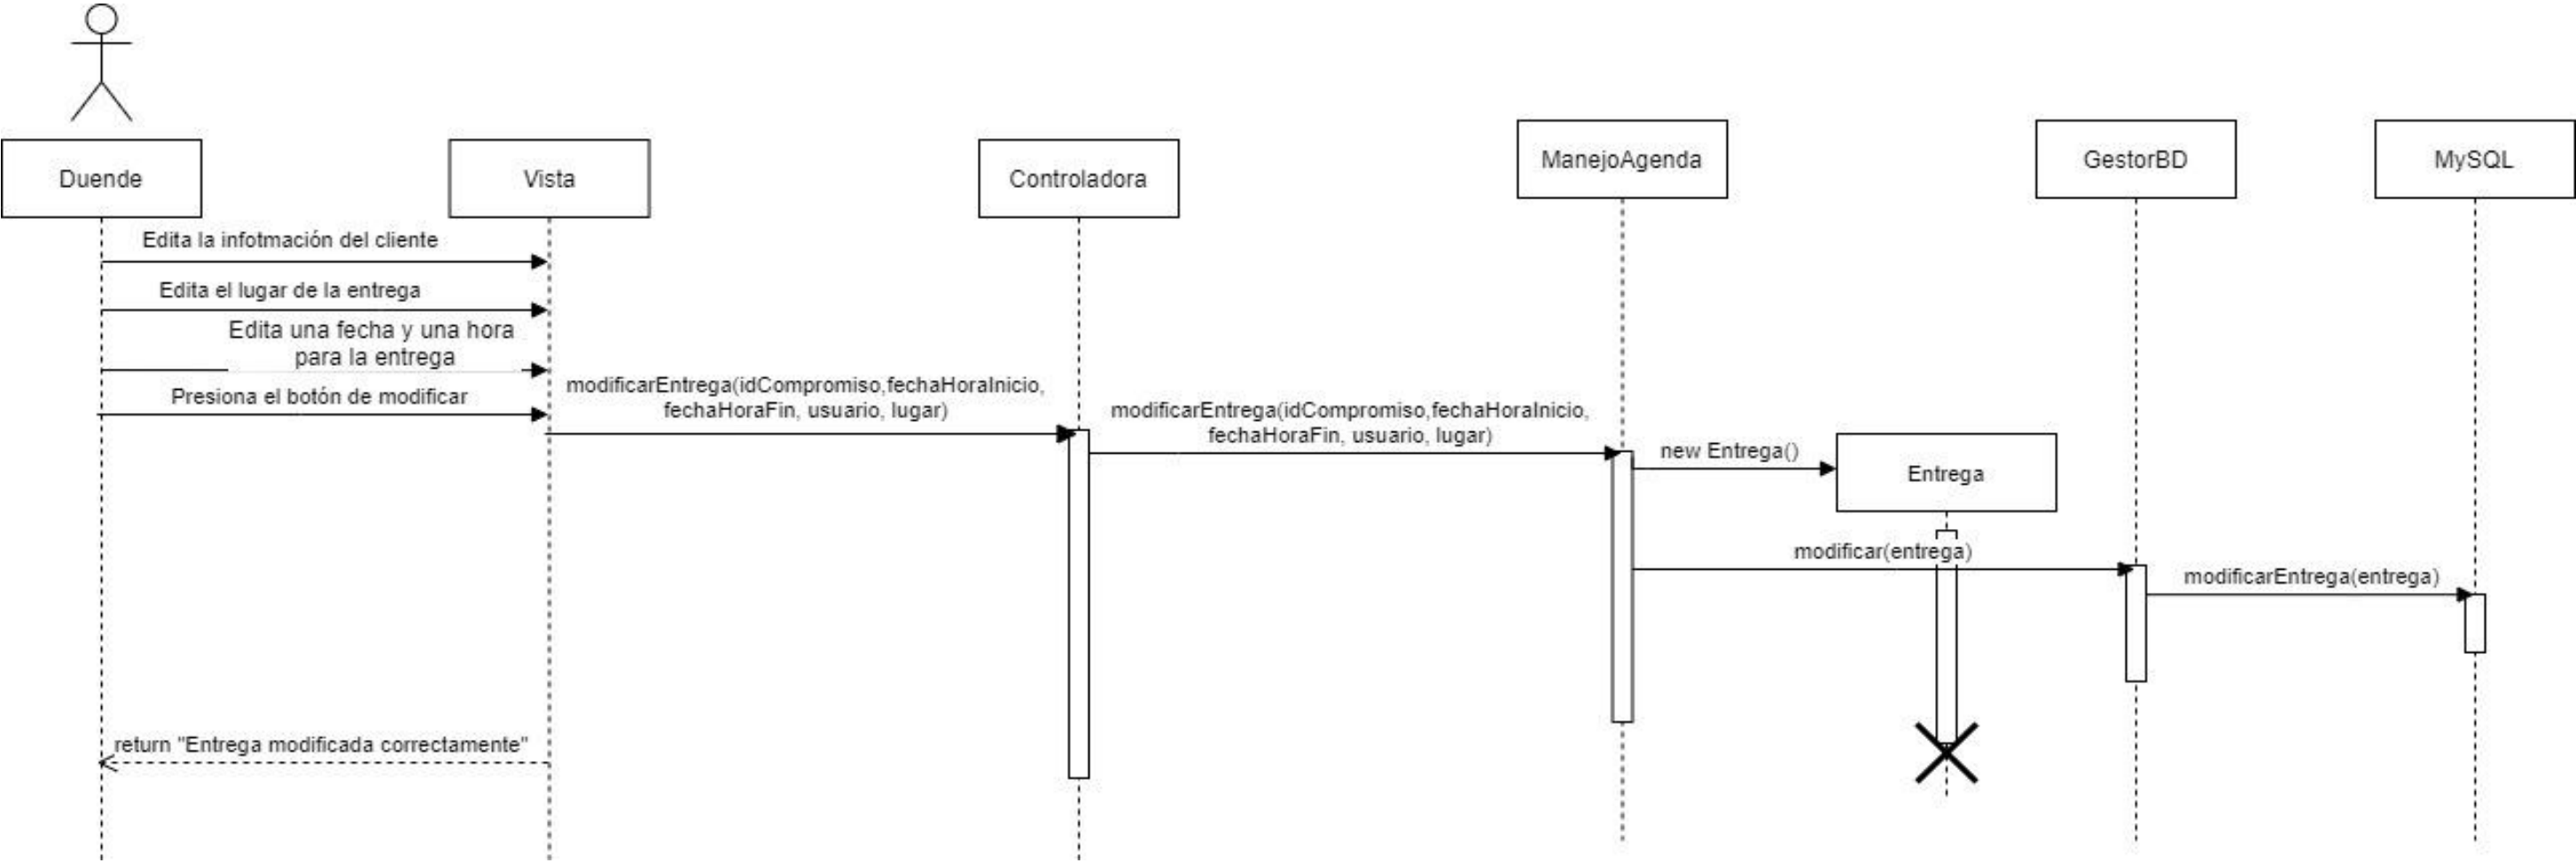 Duende
Vista
Controladora
ManejoAgenda
GestorBD
MySQL
Edita la infotmación del cliente
Edita el lugar de la entrega
Edita una fecha y una hora
para la entrega
Presiona el botón de modificar
modificarEntrega(idCompromiso,fechaHoraInicio,
fechaHoraFin, usuario, lugar)
modificarEntrega(idCompromiso,fechaHoraInicio,
fechaHoraFin, usuario, lugar)
new Entrega()
Entrega
modificar(entrega)
modificarEntrega(entrega)
return "Entrega modificada correctamente"